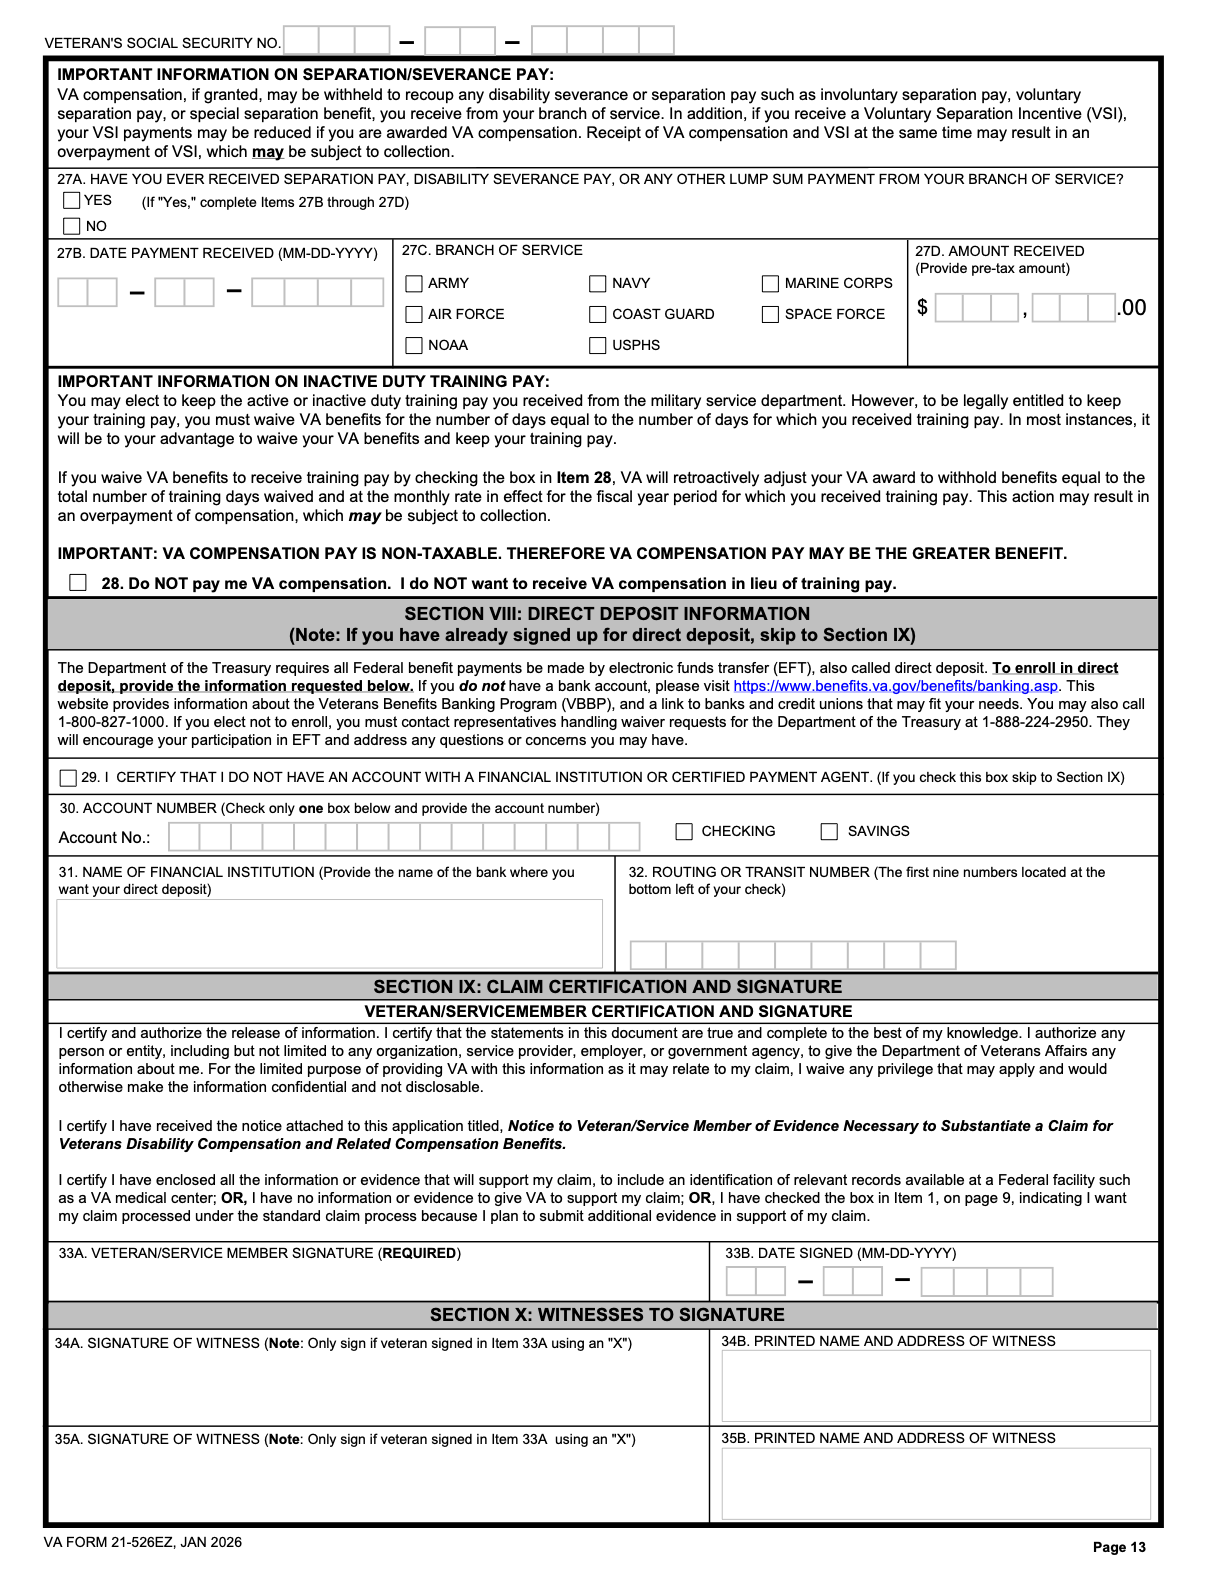 VETERAN'S SOCIAL SECURITY NO. – –
IMPORTANT INFORMATION ON SEPARATION/SEVERANCE PAY:
VA compensation, if granted, may be withheld to recoup any disability severance or separation pay such as involuntary separation pay, voluntary
separation pay, or special separation benefit, you receive from your branch of service. In addition, if you receive a Voluntary Separation Incentive (VSI),
your VSI payments may be reduced if you are awarded VA compensation. Receipt of VA compensation and VSI at the same time may result in an
overpayment of VSI, which may be subject to collection.
27A. HAVE YOU EVER RECEIVED SEPARATION PAY, DISABILITY SEVERANCE PAY, OR ANY OTHER LUMP SUM PAYMENT FROM YOUR BRANCH OF SERVICE?
YES (If "Yes," complete Items 27B through 27D)
NO
27B. DATE PAYMENT RECEIVED (MM-DD-YYYY)
– –
27C. BRANCH OF SERVICE
ARMY NAVY MARINE CORPS
AIR FORCE COAST GUARD SPACE FORCE
NOAA USPHS
27D. AMOUNT RECEIVED
(Provide pre-tax amount)
$ , .00
IMPORTANT INFORMATION ON INACTIVE DUTY TRAINING PAY:
You may elect to keep the active or inactive duty training pay you received from the military service department. However, to be legally entitled to keep
your training pay, you must waive VA benefits for the number of days equal to the number of days for which you received training pay. In most instances, it
will be to your advantage to waive your VA benefits and keep your training pay.
If you waive VA benefits to receive training pay by checking the box in Item 28, VA will retroactively adjust your VA award to withhold benefits equal to the
total number of training days waived and at the monthly rate in effect for the fiscal year period for which you received training pay. This action may result in
an overpayment of compensation, which may be subject to collection.
IMPORTANT: VA COMPENSATION PAY IS NON-TAXABLE. THEREFORE VA COMPENSATION PAY MAY BE THE GREATER BENEFIT.
28. Do NOT pay me VA compensation. I do NOT want to receive VA compensation in lieu of training pay.
SECTION VIII: DIRECT DEPOSIT INFORMATION
(Note: If you have already signed up for direct deposit, skip to Section IX)
The Department of the Treasury requires all Federal benefit payments be made by electronic funds transfer (EFT), also called direct deposit. To enroll in direct
deposit, provide the information requested below. If you do not have a bank account, please visit https://www.benefits.va.gov/benefits/banking.asp. This
website provides information about the Veterans Benefits Banking Program (VBBP), and a link to banks and credit unions that may fit your needs. You may also call
1-800-827-1000. If you elect not to enroll, you must contact representatives handling waiver requests for the Department of the Treasury at 1-888-224-2950. They
will encourage your participation in EFT and address any questions or concerns you may have.
29. I CERTIFY THAT I DO NOT HAVE AN ACCOUNT WITH A FINANCIAL INSTITUTION OR CERTIFIED PAYMENT AGENT. (If you check this box skip to Section IX)
30. ACCOUNT NUMBER (Check only one box below and provide the account number)
Account No.: CHECKING SAVINGS
31. NAME OF FINANCIAL INSTITUTION (Provide the name of the bank where you
want your direct deposit)
32. ROUTING OR TRANSIT NUMBER (The first nine numbers located at the
bottom left of your check)
SECTION IX: CLAIM CERTIFICATION AND SIGNATURE
VETERAN/SERVICEMEMBER CERTIFICATION AND SIGNATURE
I certify and authorize the release of information. I certify that the statements in this document are true and complete to the best of my knowledge. I authorize any
person or entity, including but not limited to any organization, service provider, employer, or government agency, to give the Department of Veterans Affairs any
information about me. For the limited purpose of providing VA with this information as it may relate to my claim, I waive any privilege that may apply and would
otherwise make the information confidential and not disclosable.
I certify I have received the notice attached to this application titled, Notice to Veteran/Service Member of Evidence Necessary to Substantiate a Claim for
Veterans Disability Compensation and Related Compensation Benefits.
I certify I have enclosed all the information or evidence that will support my claim, to include an identification of relevant records available at a Federal facility such
as a VA medical center; OR, I have no information or evidence to give VA to support my claim; OR, I have checked the box in Item 1, on page 9, indicating I want
my claim processed under the standard claim process because I plan to submit additional evidence in support of my claim.
33A. VETERAN/SERVICE MEMBER SIGNATURE (REQUIRED)
33B. DATE SIGNED (MM-DD-YYYY)
– –
SECTION X: WITNESSES TO SIGNATURE
34A. SIGNATURE OF WITNESS (Note: Only sign if veteran signed in Item 33A using an "X")
34B. PRINTED NAME AND ADDRESS OF WITNESS
35A. SIGNATURE OF WITNESS (Note: Only sign if veteran signed in Item 33A using an "X")
35B. PRINTED NAME AND ADDRESS OF WITNESS
VA FORM 21-526EZ, JAN 2026
Page 13